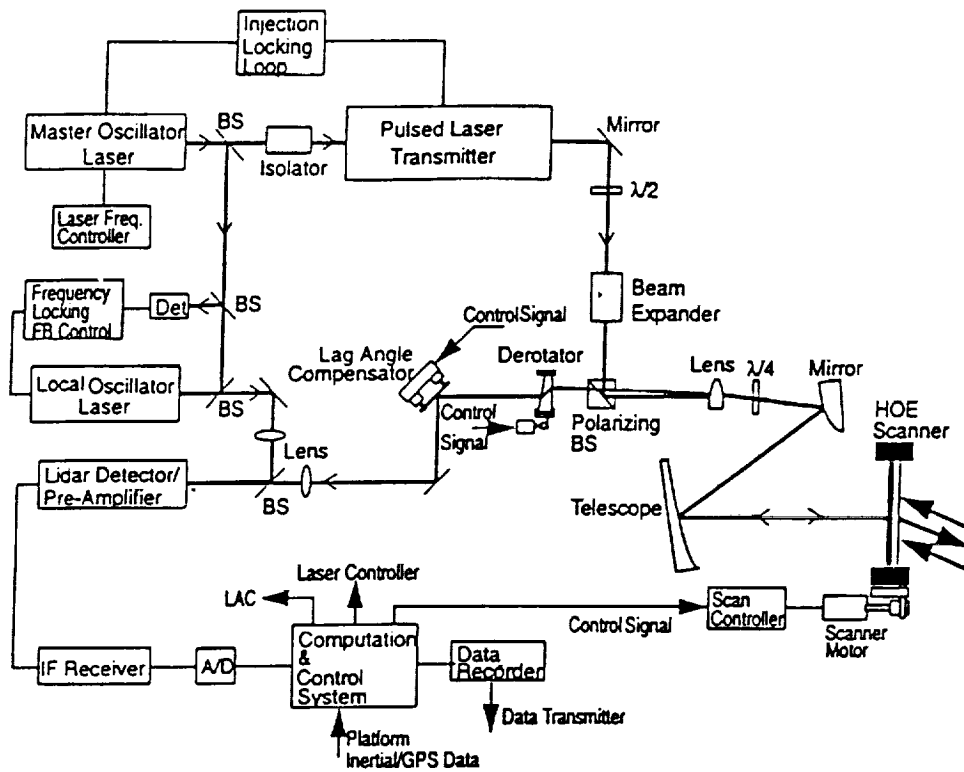 Injection
Locking
Loop
Master Oscillator
Laser
BS
Isolator
Pulsed Laser
Transmitter
Mirror
λ/2
Laser Freq.
Controller
Frequency
Locking
FB Control
Det
BS
Beam
Expander
Control Signal
Lag Angle
Compensator
Derotator
Lens
λ/4
Mirror
Local Oscillator
Laser
BS
Control
Signal
Polarizing
BS
HOE
Scanner
Lens
Lidar Detector/
Pre-Amplifier
BS
Telescope
Laser Controller
LAC
Control Signal
Scan
Controller
Scanner
Motor
IF Receiver
A/D
Computation
&
Control
System
Data
Recorder
Data Transmitter
Platform
Inertial/GPS Data